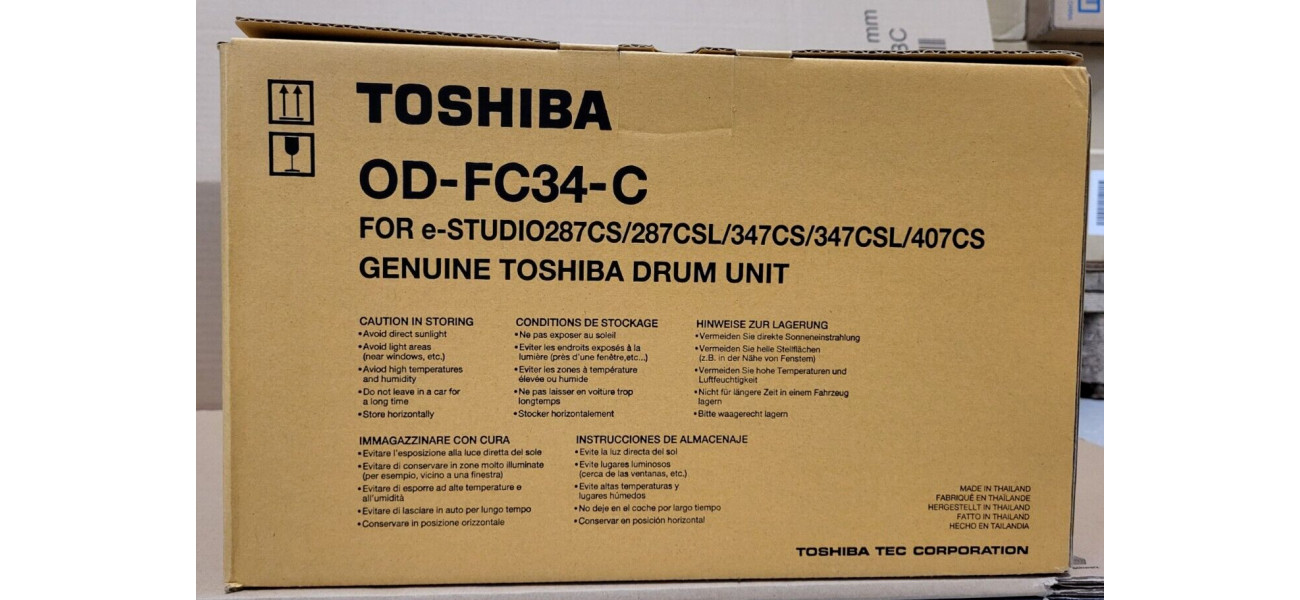 TOSHIBA
OD-FC34-C
FOR e-STUDIO287CS/287CSL/347CS/347CSL/407CS
GENUINE TOSHIBA DRUM UNIT
CAUTION IN STORING
•Avoid direct sunlight
•Avoid light areas
(near windows, etc.)
•Aviod high temperatures
and humidity
•Do not leave in a car for
a long time
•Store horizontally
CONDITIONS DE STOCKAGE
•Ne pas exposer au soleil
•Eviter les endroits exposés à la
lumière (près d'une fenêtre,etc...)
•Eviter les zones à température
élevée ou humide
•Ne pas laisser en voiture trop
longtemps
•Stocker horizontalement
HINWEISE ZUR LAGERUNG
•Vermeiden Sie direkte Sonneneinstrahlung
•Vermeiden Sie helle Stellflächen
(z.B. in der Nähe von Fenstern)
•Vermeiden Sie hohe Temperaturen und
Luftfeuchtigkeit
•Nicht für längere Zeit in einem Fahrzeug
lagern
•Bitte waagerecht lagern
IMMAGAZZINARE CON CURA
•Evitare l'esposizione alla luce diretta del sole
•Evitare di conservare in zone molto illuminate
(per esempio, vicino a una finestra)
•Evitare di esporre ad alte temperature e
all'umidità
•Evitare di lasciare in auto per lungo tempo
•Conservare in posizione orizzontale
INSTRUCCIONES DE ALMACENAJE
•Evite la luz directa del sol
•Evite lugares luminosos
(cerca de las ventanas, etc.)
•Evite altas temperaturas y
lugares húmedos
•No deje en el coche por largo tiempo
•Conservar en posición horizontal
MADE IN THAILAND
FABRIQUÉ EN THAÏLANDE
HERGESTELLT IN THAILAND
FATTO IN THAILAND
HECHO EN TAILANDIA
TOSHIBA TEC CORPORATION
mm